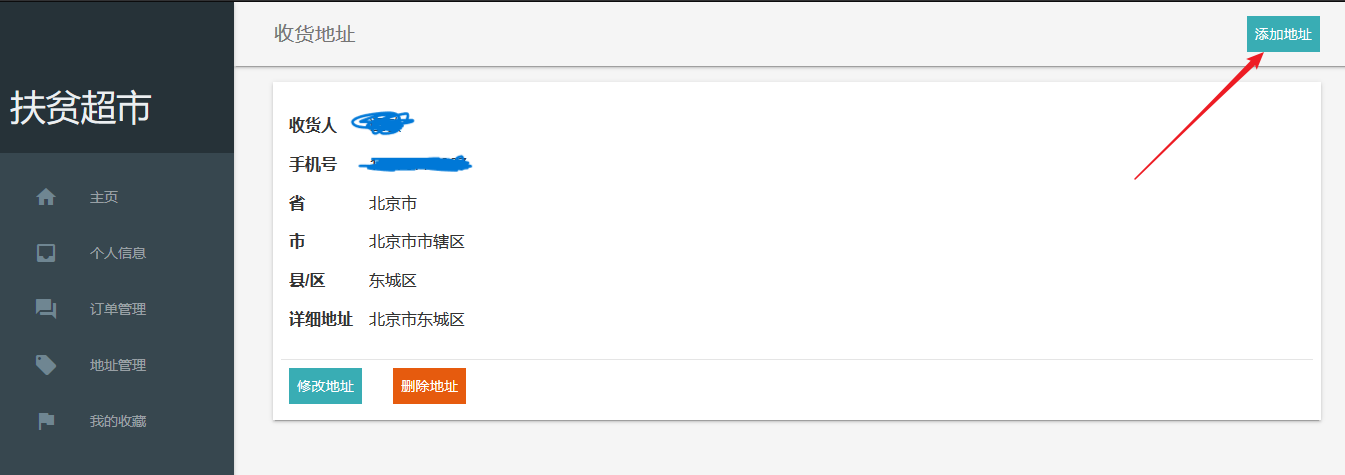 收货地址
添加地址
扶贫超市
主页
个人信息
订单管理
地址管理
我的收藏
收货人
手机号
省 北京市
市 北京市市辖区
县/区 东城区
详细地址 北京市东城区
修改地址 删除地址